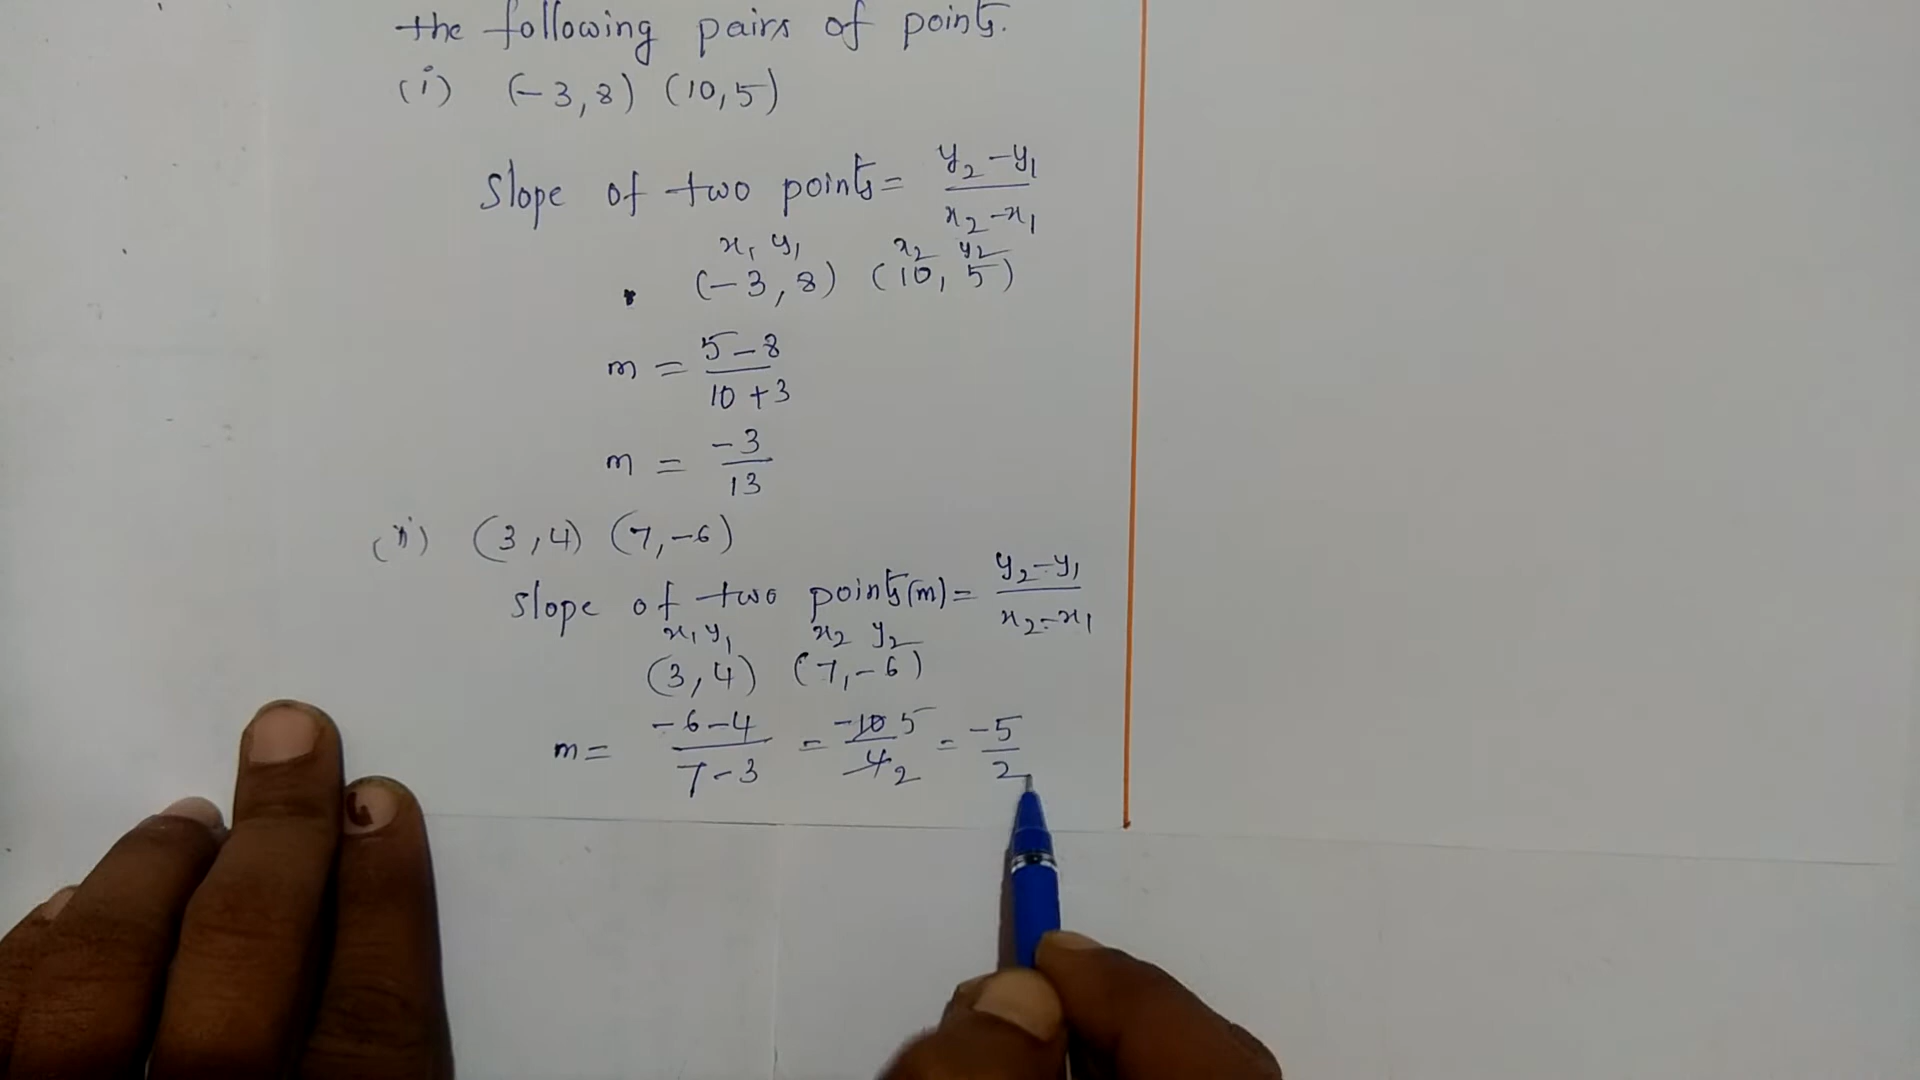 the following pairs of points.
(i) (-3,8) (10,5)
Slope of two points = y₂-y₁ / x₂-x₁
x₁ y₁ x₂ y₂
(-3,8) (10,5)
m = 5-8 / 10+3
m = -3 / 13
(ii) (3,4) (7,-6)
Slope of two points(m) = y₂-y₁ / x₂-x₁
x₁ y₁ x₂ y₂
(3,4) (7,-6)
m = -6-4 / 7-3 = -10 5 / 4 2 = -5 / 2